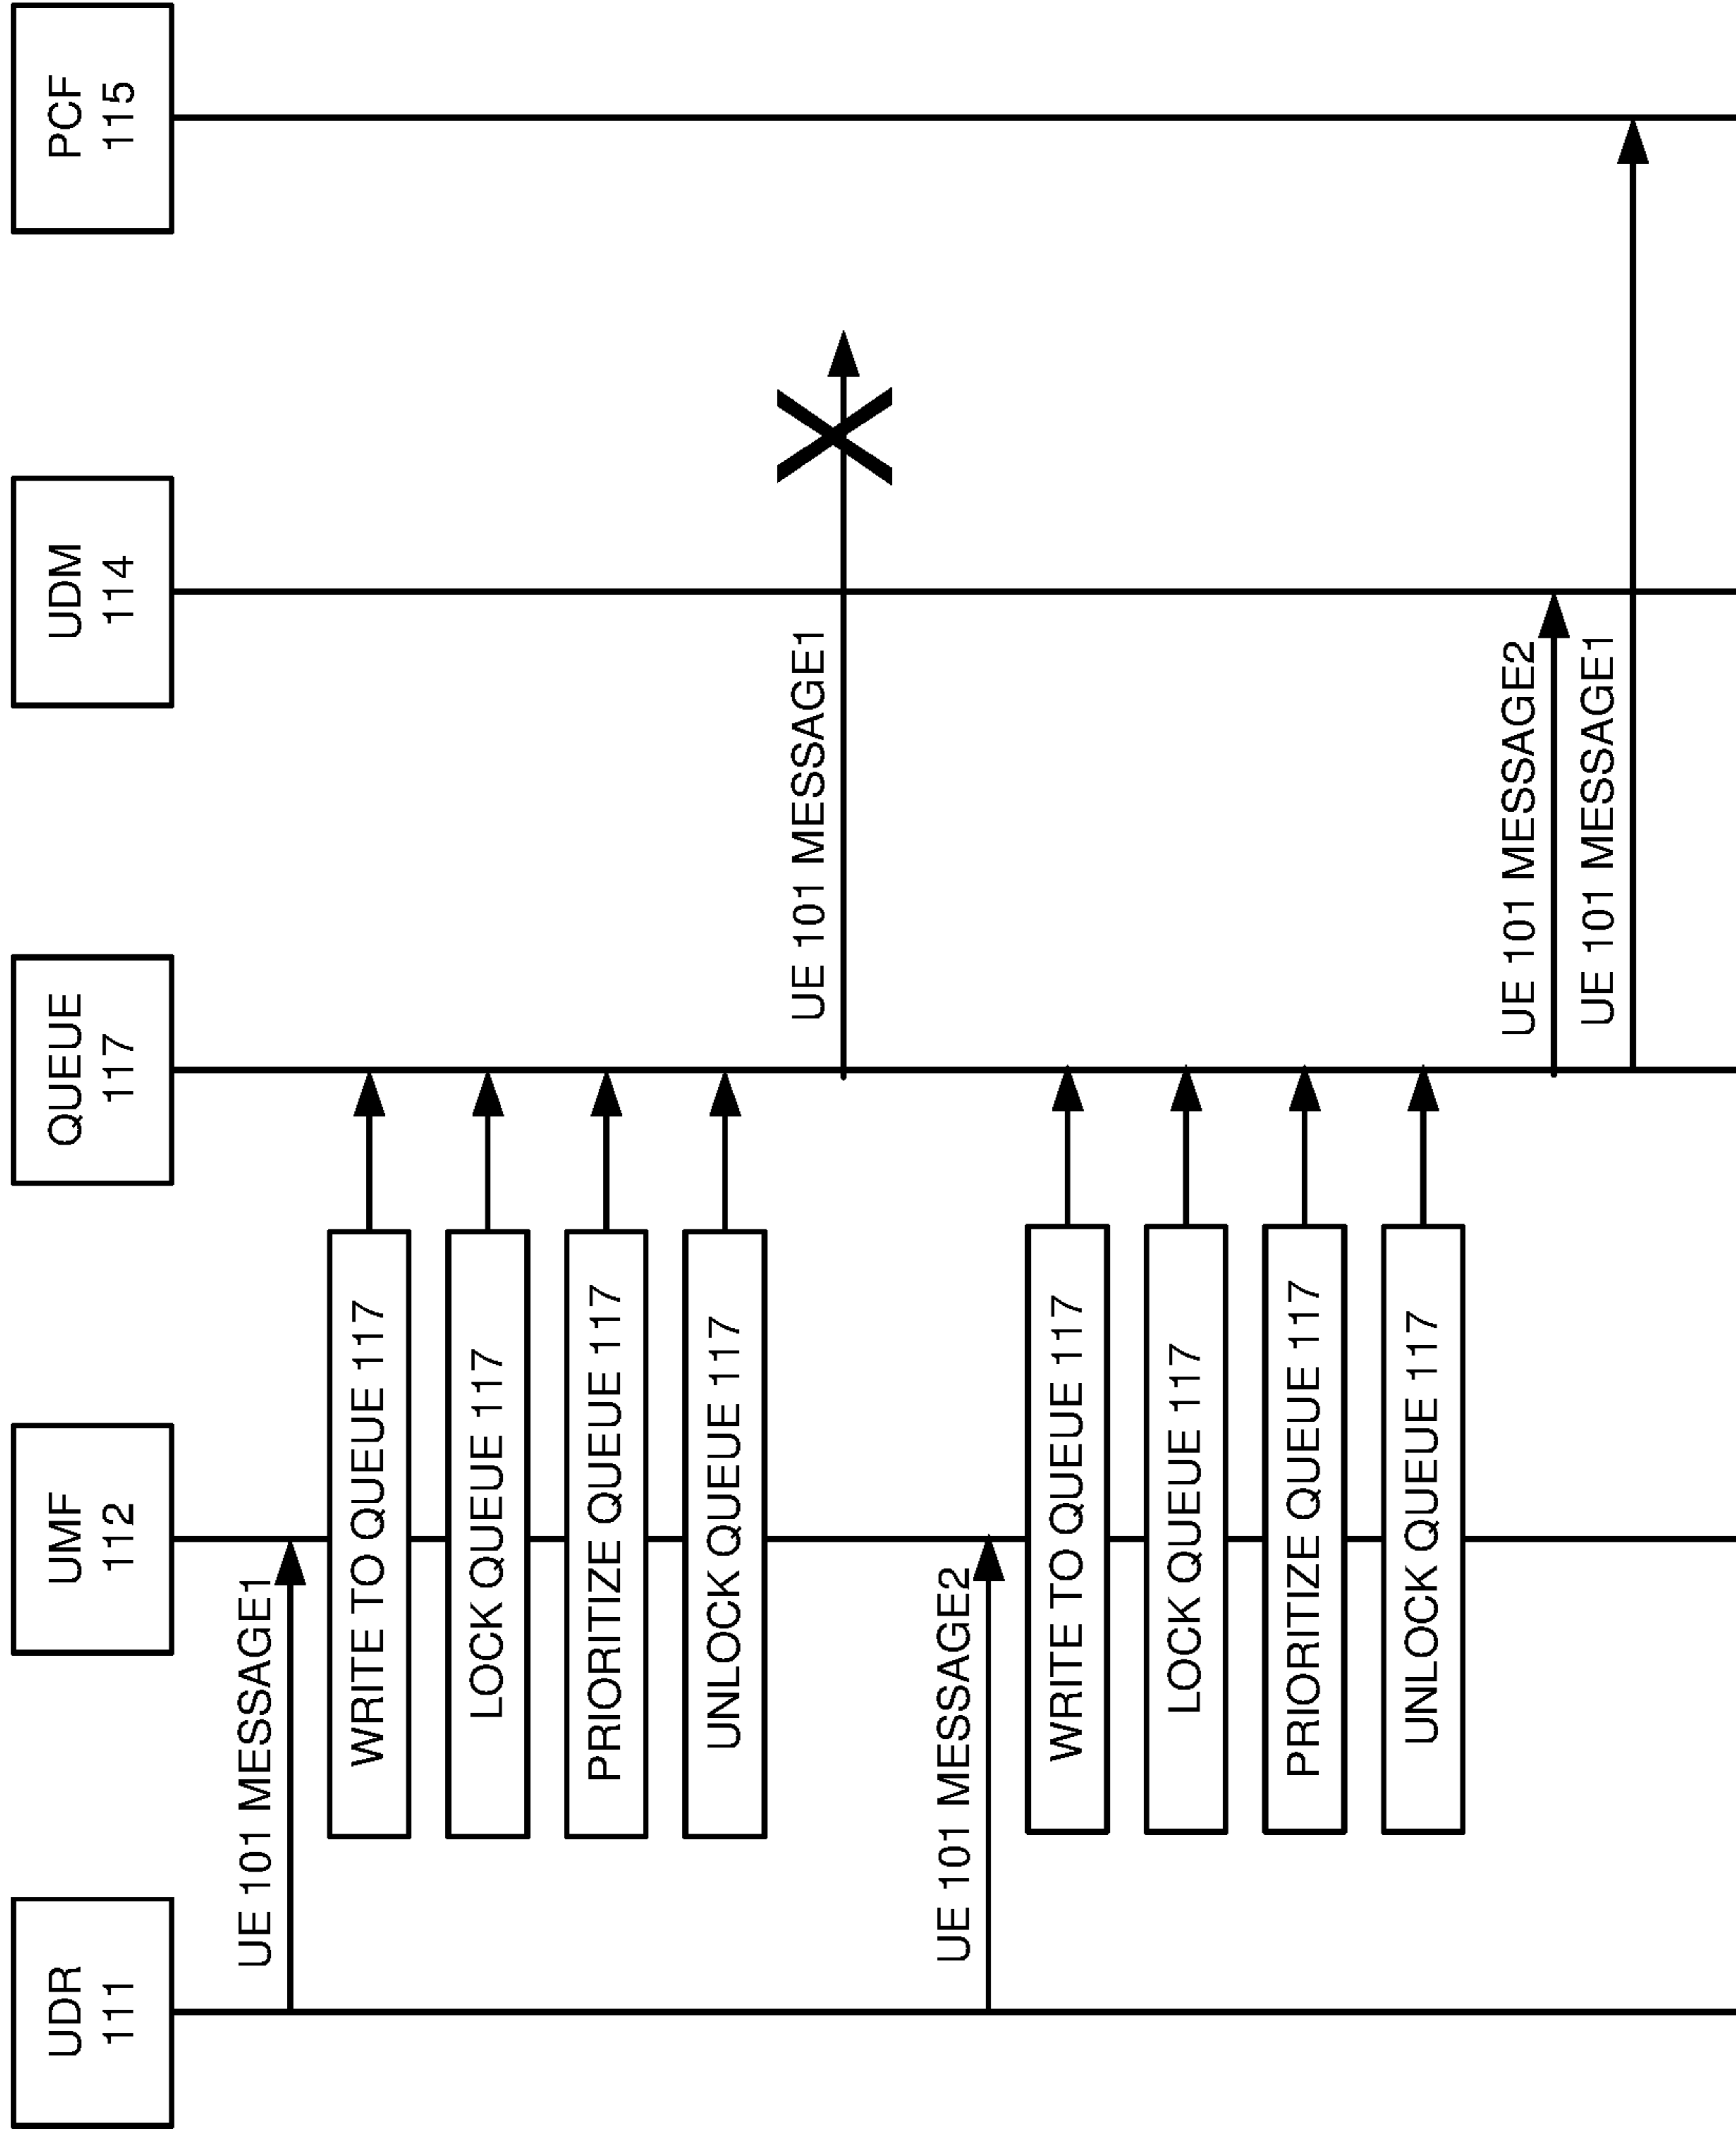 UDR
111
UMF
112
QUEUE
117
UDM
114
PCF
115
UE 101 MESSAGE1
WRITE TO QUEUE 117
LOCK QUEUE 117
PRIORITIZE QUEUE 117
UNLOCK QUEUE 117
UE 101 MESSAGE1
UE 101 MESSAGE2
WRITE TO QUEUE 117
LOCK QUEUE 117
PRIORITIZE QUEUE 117
UNLOCK QUEUE 117
UE 101 MESSAGE2
UE 101 MESSAGE1